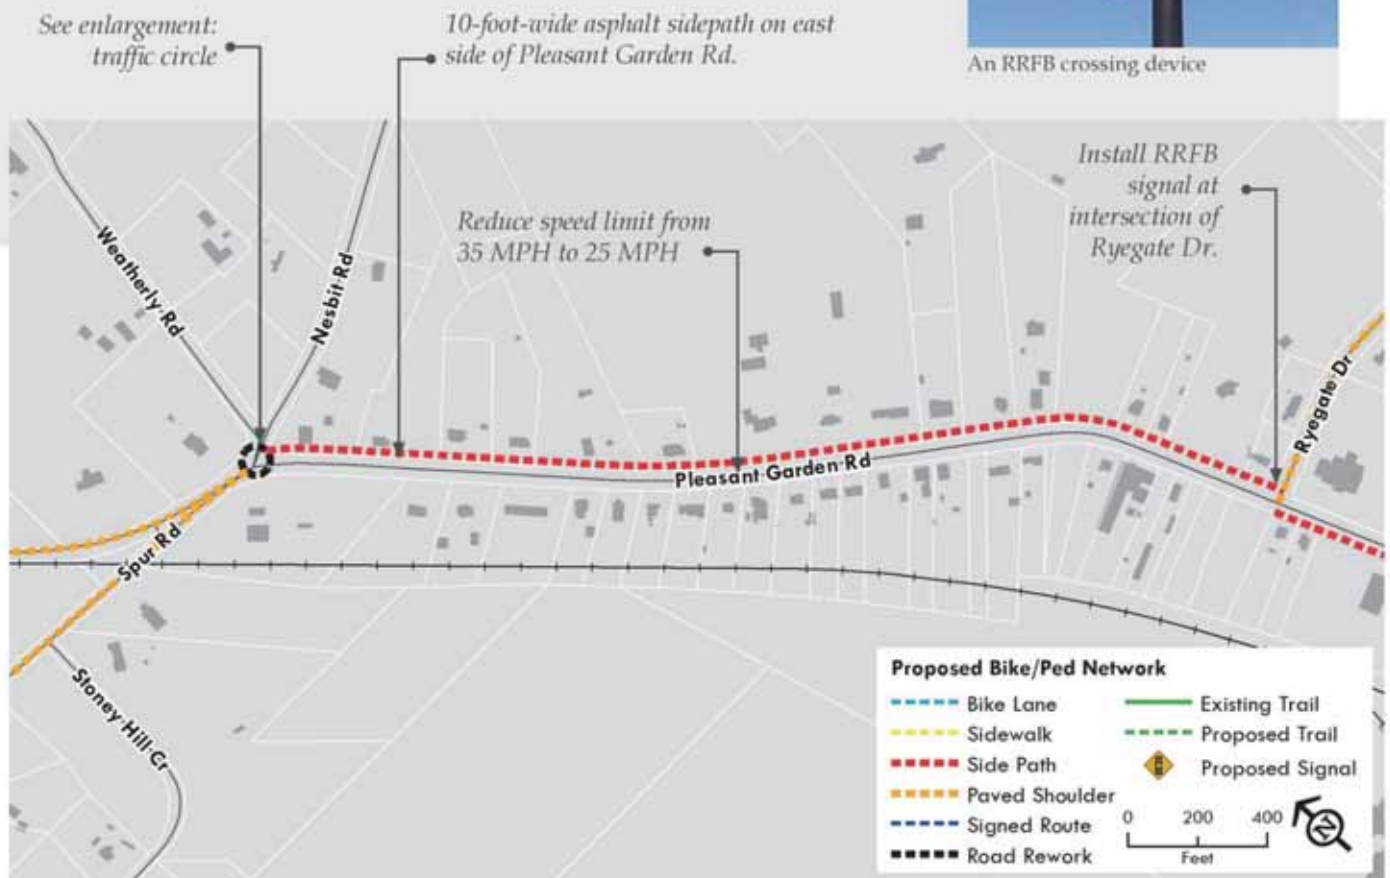 See enlargement:
traffic circle
10-foot-wide asphalt sidepath on east
side of Pleasant Garden Rd.
An RRFB crossing device
Install RRFB
signal at
intersection of
Ryegate Dr.
Reduce speed limit from
35 MPH to 25 MPH
Weatherly Rd
Nesbit Rd
Ryegate Dr
Pleasant Garden Rd
Spur Rd
Stoney Hill Cr
Proposed Bike/Ped Network
Bike Lane
Sidewalk
Side Path
Paved Shoulder
Signed Route
Road Rework
Existing Trail
Proposed Trail
Proposed Signal
0 200 400
Feet
N